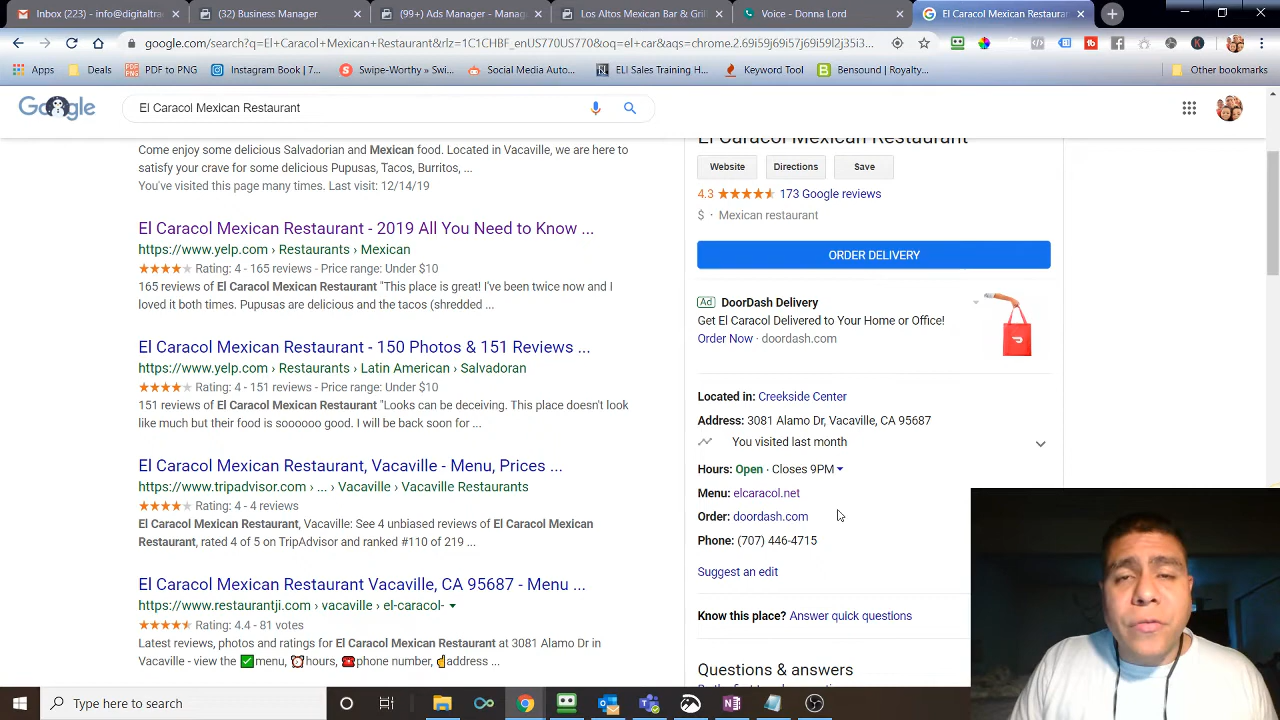 Inbox (223) - info@digitaltra
(32) Business Manager
(99+) Ads Manager - Manag
Los Altos Mexican Bar & Grill
Voice - Donna Lord
El Caracol Mexican Restauran
google.com/search?q=El+Caracol+Mexican+Restaurant&rlz=1C1CHBF_enUS770US770&oq=el+car&aqs=chrome.2.69i59j69i57j69i59l2j35i3...
Apps
Deals
PDF to PNG
Instagram Book | 7...
Swipe-Worthy » Swi...
Social Media Auto...
ELI Sales Training H...
Keyword Tool
Bensound | Royalty...
Other bookmarks
Google
El Caracol Mexican Restaurant
Come enjoy some delicious Salvadorian and Mexican food. Located in Vacaville, we are here to
satisfy your crave for some delicious Pupusas, Tacos, Burritos, ...
You've visited this page many times. Last visit: 12/14/19
El Caracol Mexican Restaurant - 2019 All You Need to Know ...
https://www.yelp.com › Restaurants › Mexican
Rating: 4 - 165 reviews - Price range: Under $10
165 reviews of El Caracol Mexican Restaurant "This place is great! I've been twice now and I
loved it both times. Pupusas are delicious and the tacos (shredded ...
El Caracol Mexican Restaurant - 150 Photos & 151 Reviews ...
https://www.yelp.com › Restaurants › Latin American › Salvadoran
Rating: 4 - 151 reviews - Price range: Under $10
151 reviews of El Caracol Mexican Restaurant "Looks can be deceiving. This place doesn't look
like much but their food is soooooo good. I will be back soon for ...
El Caracol Mexican Restaurant, Vacaville - Menu, Prices ...
https://www.tripadvisor.com › ... › Vacaville › Vacaville Restaurants
Rating: 4 - 4 reviews
El Caracol Mexican Restaurant, Vacaville: See 4 unbiased reviews of El Caracol Mexican
Restaurant, rated 4 of 5 on TripAdvisor and ranked #110 of 219 ...
El Caracol Mexican Restaurant Vacaville, CA 95687 - Menu ...
https://www.restaurantji.com › vacaville › el-caracol-
Rating: 4.4 - 81 votes
Latest reviews, photos and ratings for El Caracol Mexican Restaurant at 3081 Alamo Dr in
Vacaville - view the ✅menu, ⏰hours, ☎️phone number, ☝address ...
El Caracol Mexican Restaurant
Website
Directions
Save
4.3
173 Google reviews
$ · Mexican restaurant
ORDER DELIVERY
Ad DoorDash Delivery
Get El Caracol Delivered to Your Home or Office!
Order Now · doordash.com
Located in: Creekside Center
Address: 3081 Alamo Dr, Vacaville, CA 95687
You visited last month
Hours: Open · Closes 9PM
Menu: elcaracol.net
Order: doordash.com
Phone: (707) 446-4715
Suggest an edit
Know this place? Answer quick questions
Questions & answers
Type here to search